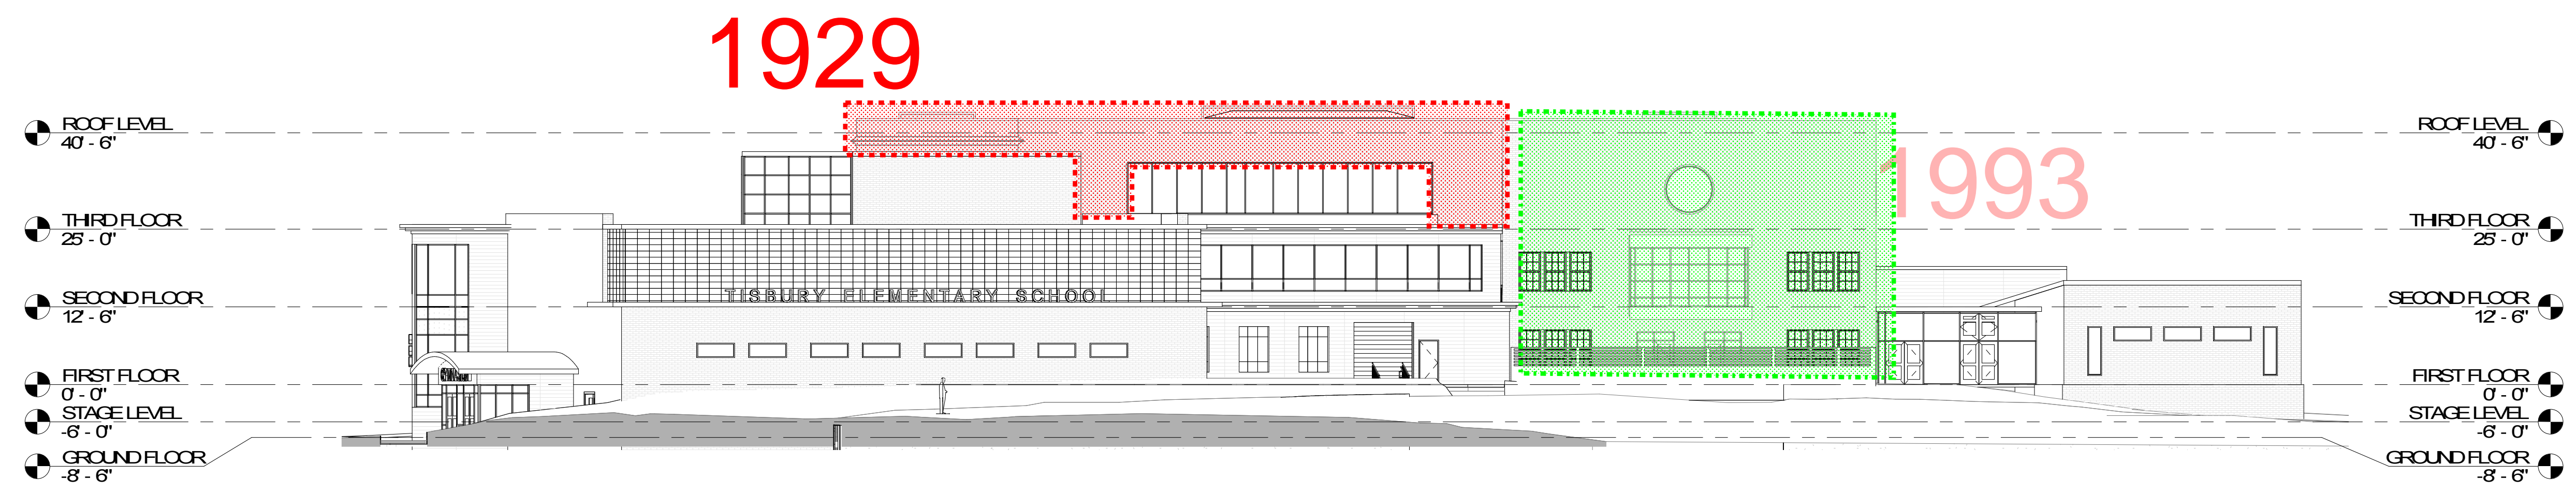 1929
ROOF LEVEL
40' - 6"
ROOF LEVEL
40' - 6"
1993
THIRD FLOOR
25' - 0"
THIRD FLOOR
25' - 0"
SECOND FLOOR
12' - 6"
TISBURY ELEMENTARY SCHOOL
SECOND FLOOR
12' - 6"
FIRST FLOOR
0' - 0"
FIRST FLOOR
0' - 0"
STAGE LEVEL
-6' - 0"
STAGE LEVEL
-6' - 0"
GROUND FLOOR
-8' - 6"
GROUND FLOOR
-8' - 6"